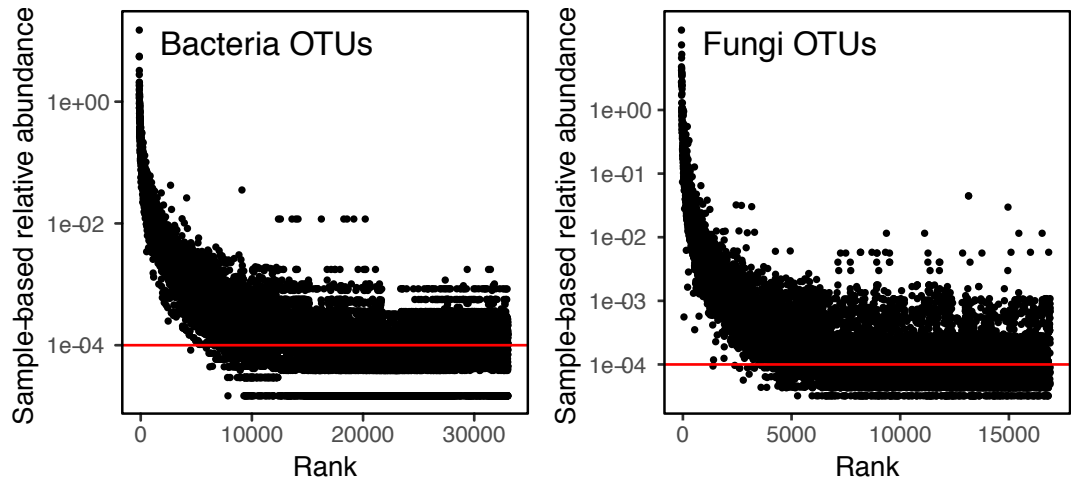 Bacteria OTUs
Sample-based relative abundance
1e+00
1e-02
1e-04
0 10000 20000 30000
Rank
Fungi OTUs
Sample-based relative abundance
1e+00
1e-01
1e-02
1e-03
1e-04
0 5000 10000 15000
Rank